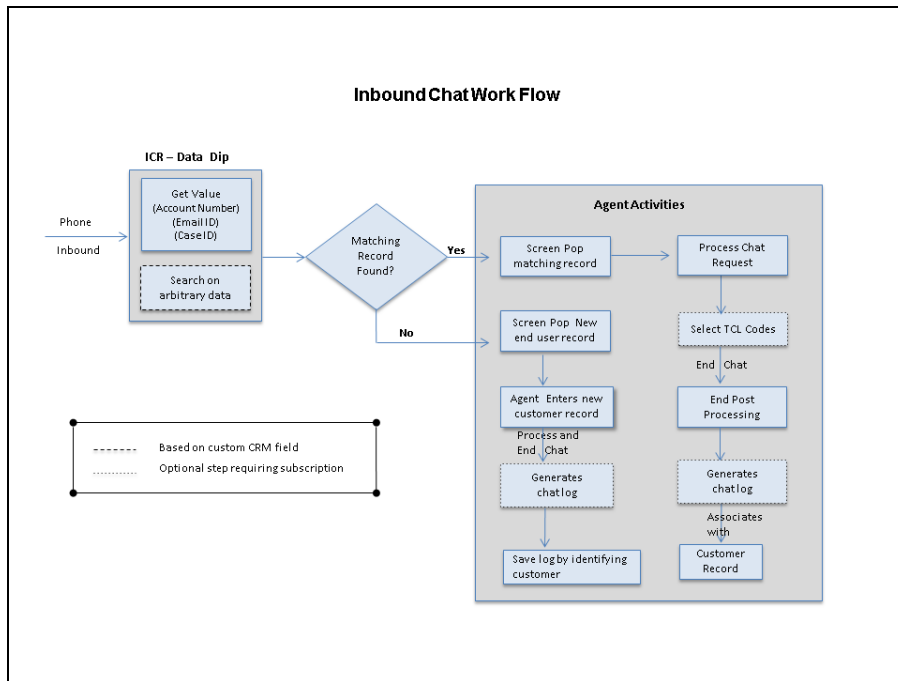 Inbound Chat Work Flow
ICR – Data Dip
Get Value
(Account Number)
(Email ID)
(Case ID)
Search on
arbitrary data
Phone
Inbound
Matching
Record
Found?
Yes
No
Agent Activities
Screen Pop
matching record
Process Chat
Request
Screen Pop New
end user record
Select TCL Codes
End Chat
Agent Enters new
customer record
End Post
Processing
Process and
End Chat
Generates
chat log
Generates
chat log
Associates
with
Save log by identifying
customer
Customer
Record
Based on custom CRM field
Optional step requiring subscription